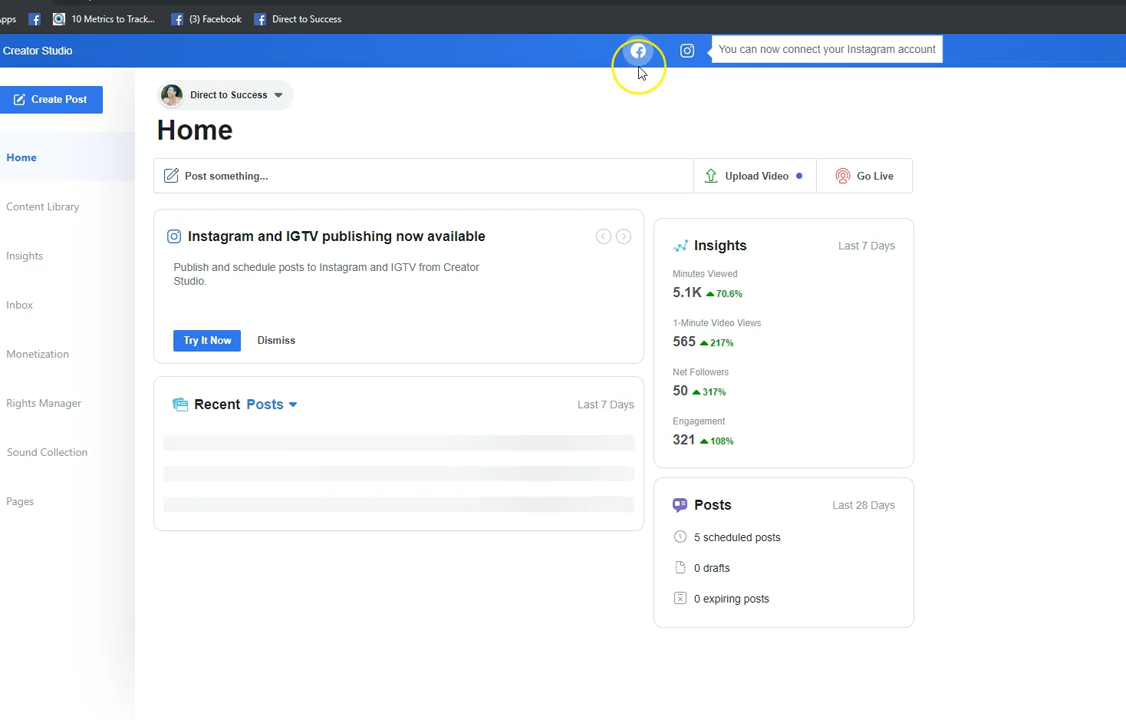 pps
10 Metrics to Track...
(3) Facebook
Direct to Success
Creator Studio
You can now connect your Instagram account
Create Post
Direct to Success
Home
Home
Post something...
Upload Video
Go Live
Content Library
Instagram and IGTV publishing now available
Publish and schedule posts to Instagram and IGTV from Creator
Studio.
Try It Now
Dismiss
Insights
Last 7 Days
Minutes Viewed
5.1K 70.6%
1-Minute Video Views
565 217%
Net Followers
50 317%
Engagement
321 108%
Insights
Inbox
Monetization
Rights Manager
Sound Collection
Pages
Recent Posts
Last 7 Days
Posts
Last 28 Days
5 scheduled posts
0 drafts
0 expiring posts